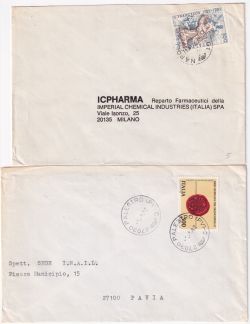 ICPHARMA Reparto Farmaceutici della
IMPERIAL CHEMICAL INDUSTRIES (ITALIA) SPA
Viale Isonzo, 25
20135 MILANO
5
ITALIA
Spett. SEDE I.N.A.I.L.
Piazza Municipio, 15
27100 PAVIA